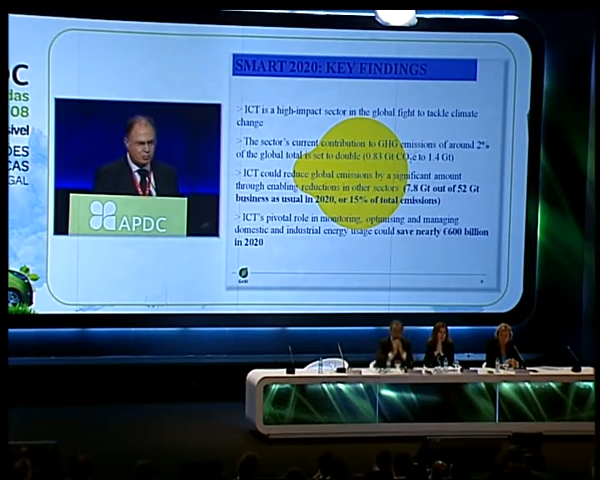 DC
das
08
sível
DES
CAS
GAL
APDC
SMART 2020: KEY FINDINGS
> ICT is a high-impact sector in the global fight to tackle climate
change
> The sector's current contribution to GHG emissions of around 2%
of the global total is set to double (0.83 Gt CO2e to 1.4 Gt)
> ICT could reduce global emissions by a significant amount
through enabling reductions in other sectors (7.8 Gt out of 52 Gt
business as usual in 2020, or 15% of total emissions)
> ICT's pivotal role in monitoring, optimising and managing
domestic and industrial energy usage could save nearly €600 billion
in 2020
GeSI